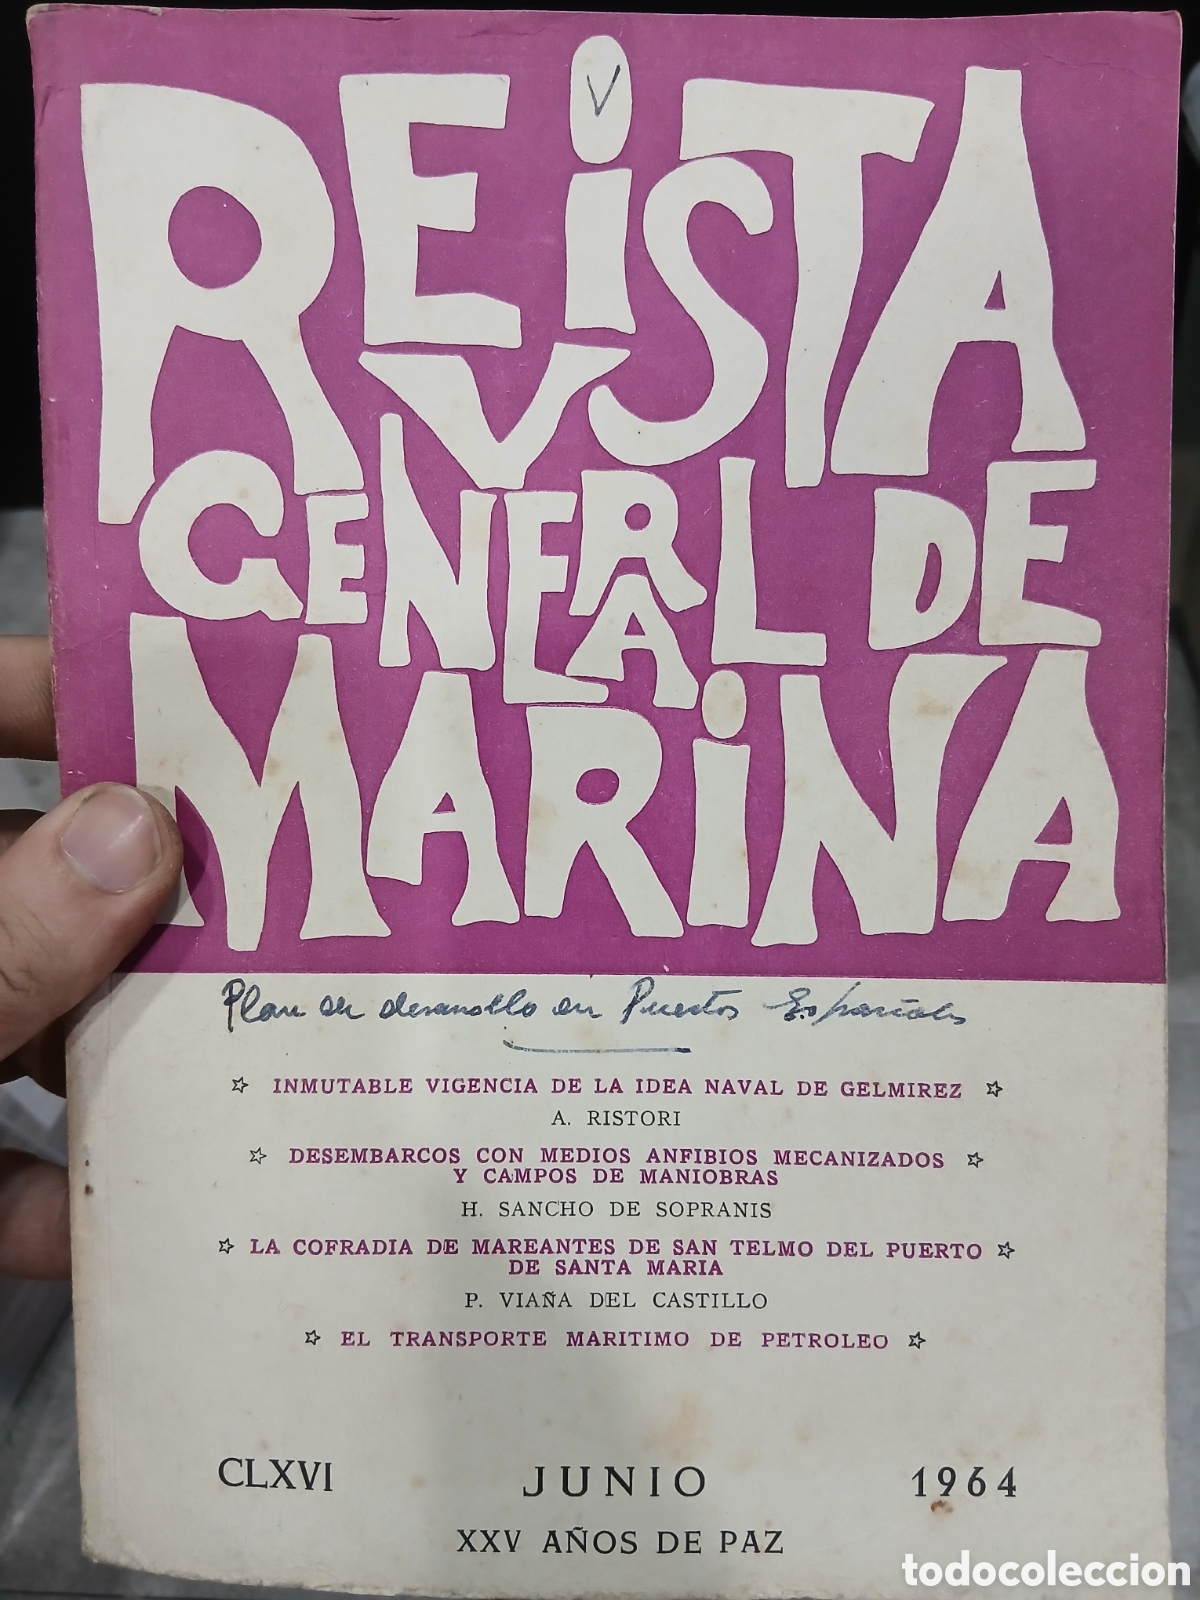 V
REiSTA
V
GENERAL DE
MARiNA
Plan de desarrollo en Puertos Españoles
☆ INMUTABLE VIGENCIA DE LA IDEA NAVAL DE GELMIREZ ☆
A. RISTORI
☆ DESEMBARCOS CON MEDIOS ANFIBIOS MECANIZADOS ☆
Y CAMPOS DE MANIOBRAS
H. SANCHO DE SOPRANIS
☆ LA COFRADIA DE MAREANTES DE SAN TELMO DEL PUERTO ☆
DE SANTA MARIA
P. VIAÑA DEL CASTILLO
☆ EL TRANSPORTE MARITIMO DE PETROLEO ☆
CLXVI JUNIO 1964
XXV AÑOS DE PAZ
todocoleccion